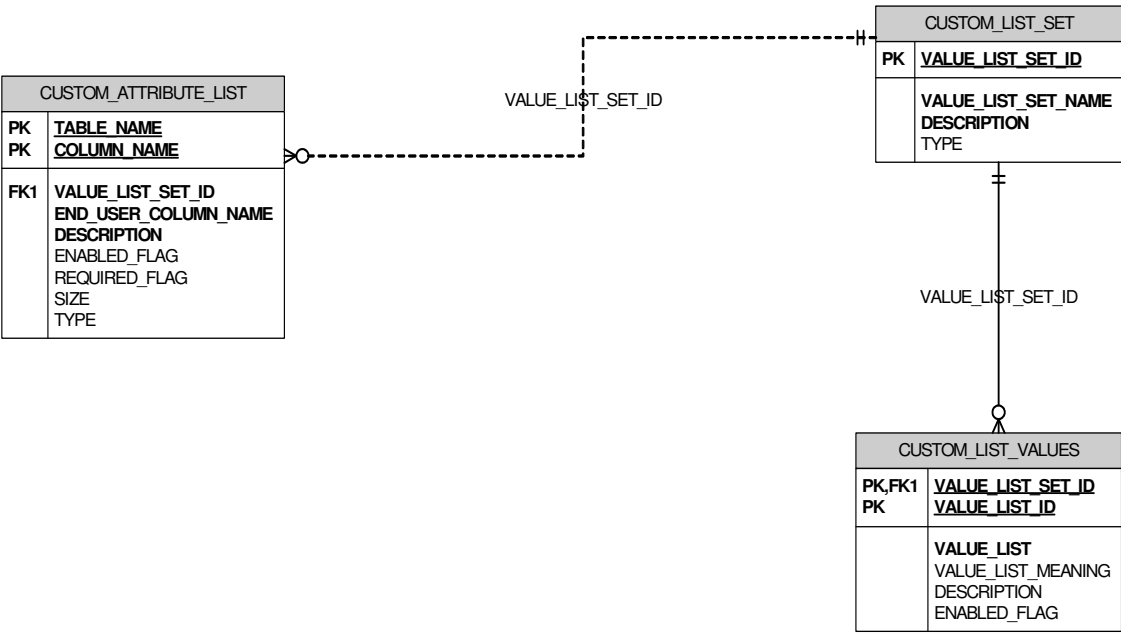 CUSTOM_LIST_SET
PK VALUE_LIST_SET_ID
VALUE_LIST_SET_NAME
DESCRIPTION
TYPE
VALUE_LIST_SET_ID
CUSTOM_ATTRIBUTE_LIST
PK TABLE_NAME
PK COLUMN_NAME
FK1 VALUE_LIST_SET_ID
END_USER_COLUMN_NAME
DESCRIPTION
ENABLED_FLAG
REQUIRED_FLAG
SIZE
TYPE
VALUE_LIST_SET_ID
CUSTOM_LIST_VALUES
PK,FK1 VALUE_LIST_SET_ID
PK VALUE_LIST_ID
VALUE_LIST
VALUE_LIST_MEANING
DESCRIPTION
ENABLED_FLAG